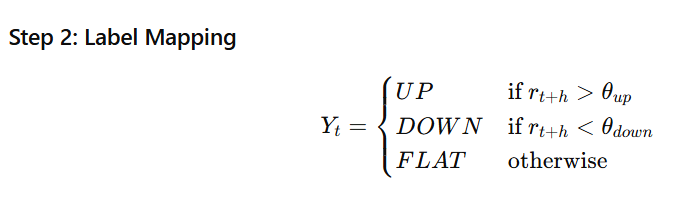 Step 2: Label Mapping
UP if r_{t+h} > θ_{up}
Y_t = { DOWN if r_{t+h} < θ_{down}
FLAT otherwise